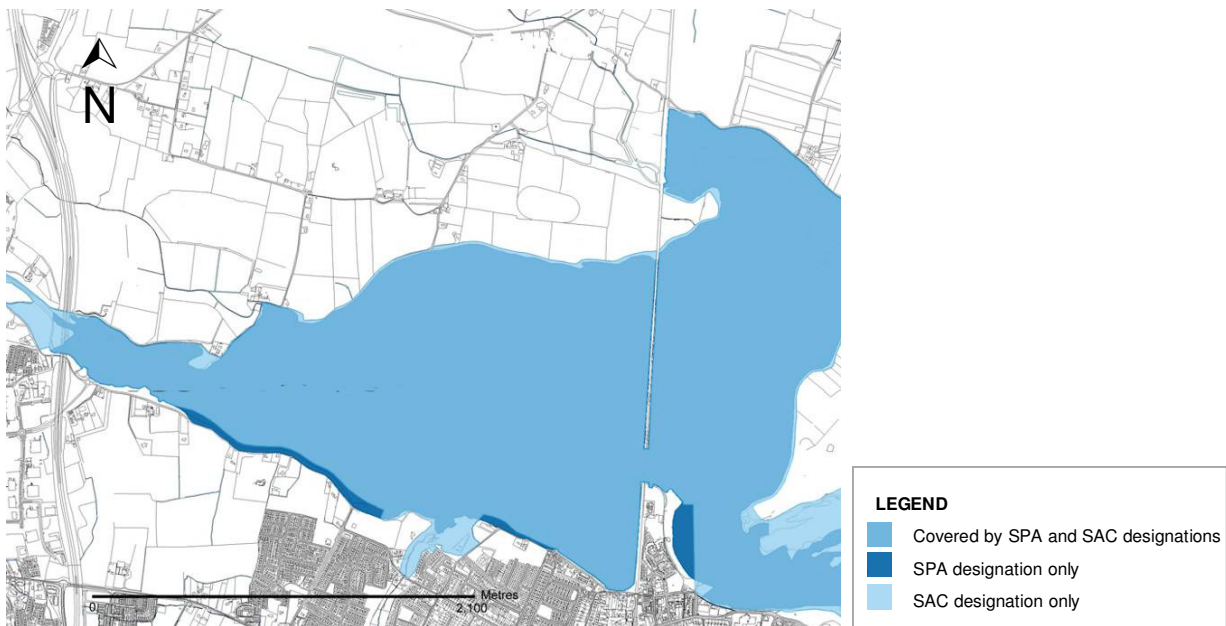 N
Metres
0
2,100
LEGEND
Covered by SPA and SAC designations
SPA designation only
SAC designation only